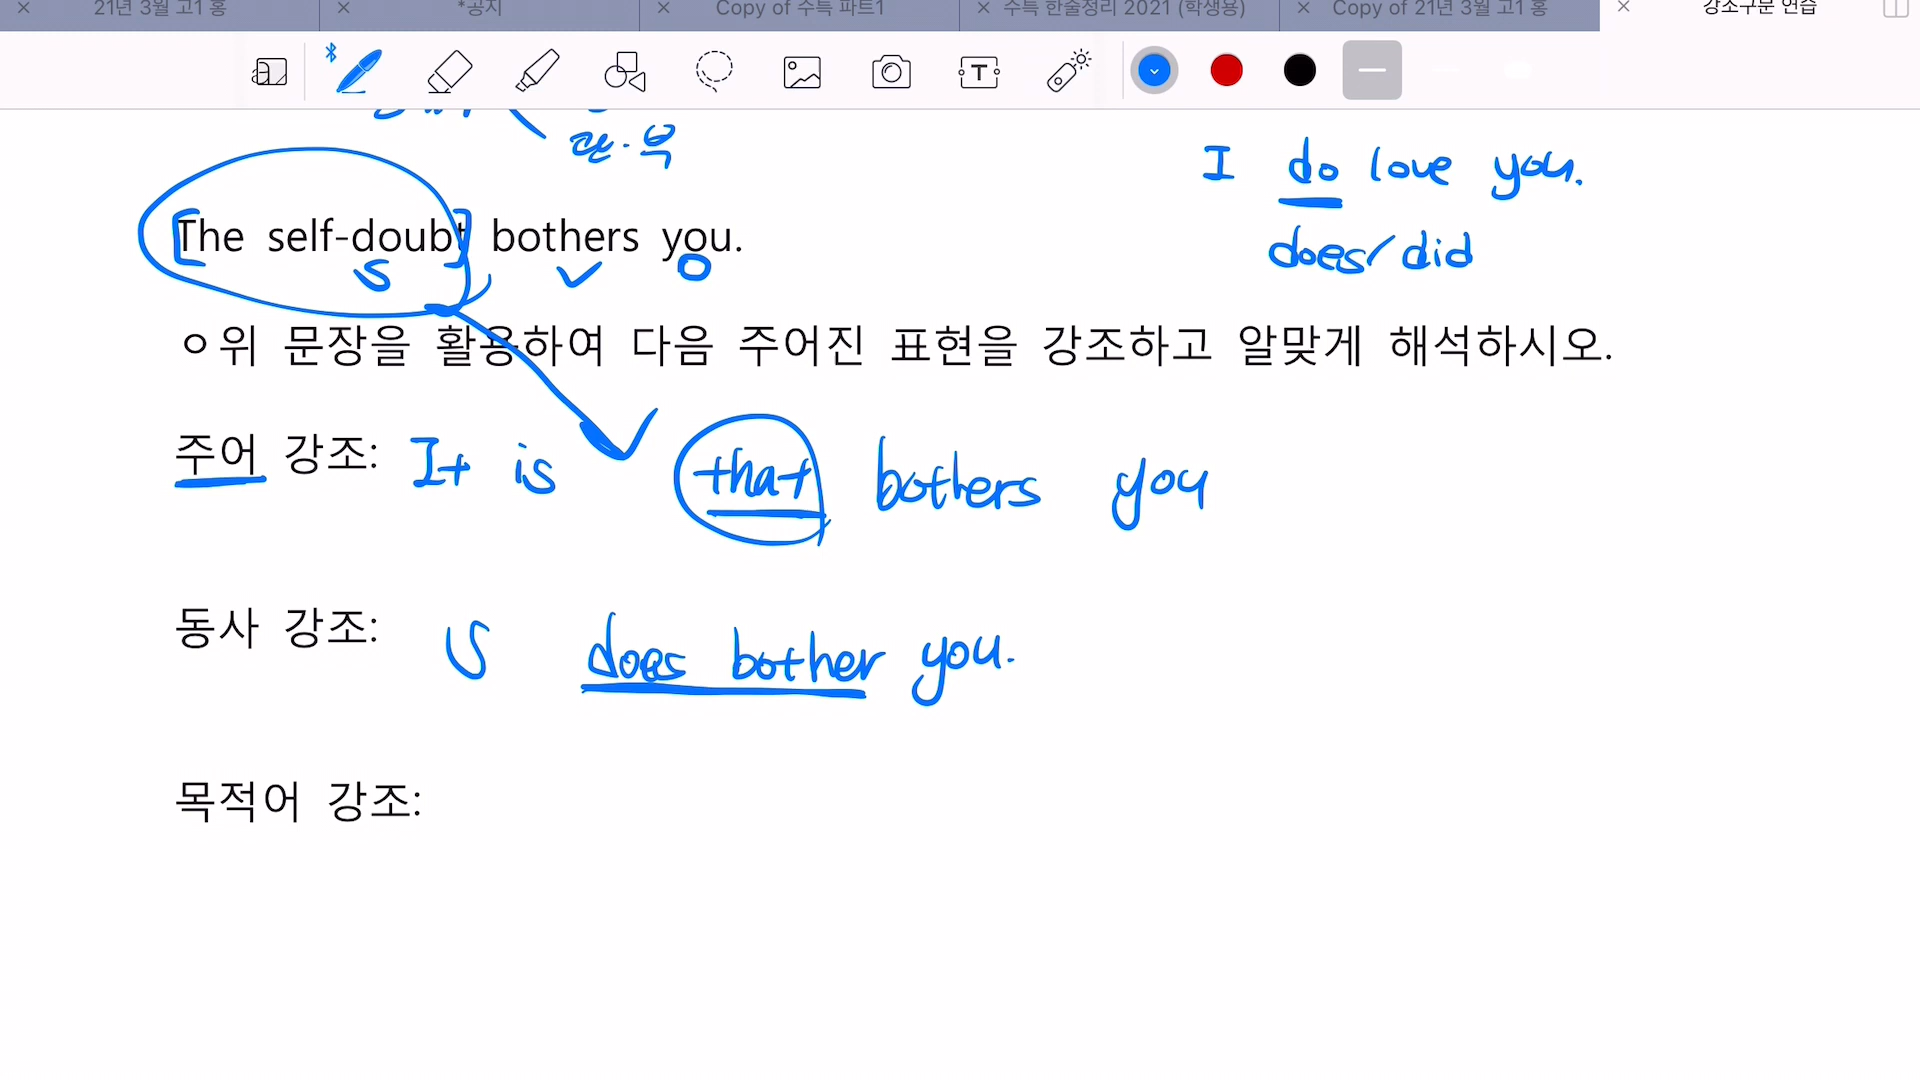 21년 3월 고1 홍
*공지
Copy of 수특 파트1
수특 한술정리 2021 (학생용)
Copy of 21년 3월 고1 홍
강조구문 연습
관·부
I do love you.
does/did
[The self-doubt] bothers you.
S V O
ㅇ위 문장을 활용하여 다음 주어진 표현을 강조하고 알맞게 해석하시오.
주어 강조: It is that bothers you
동사 강조: S does bother you.
목적어 강조: